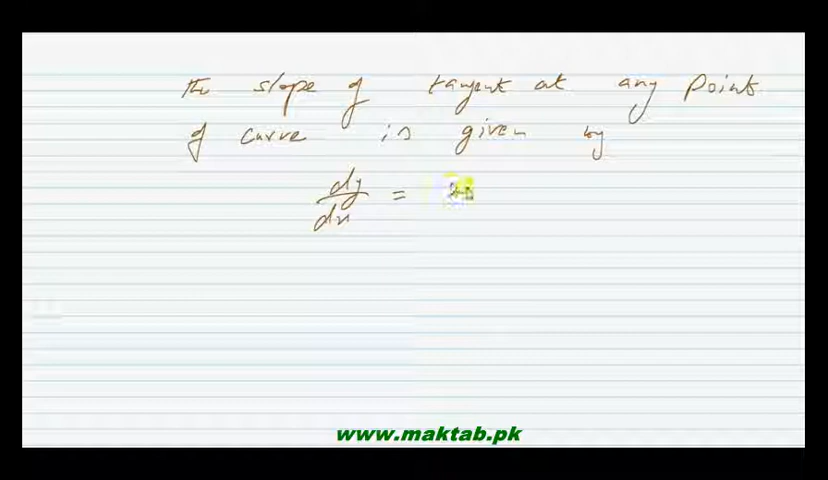 the slope of tangent at any point
of curve is given by
dy/dx =
www.maktab.pk